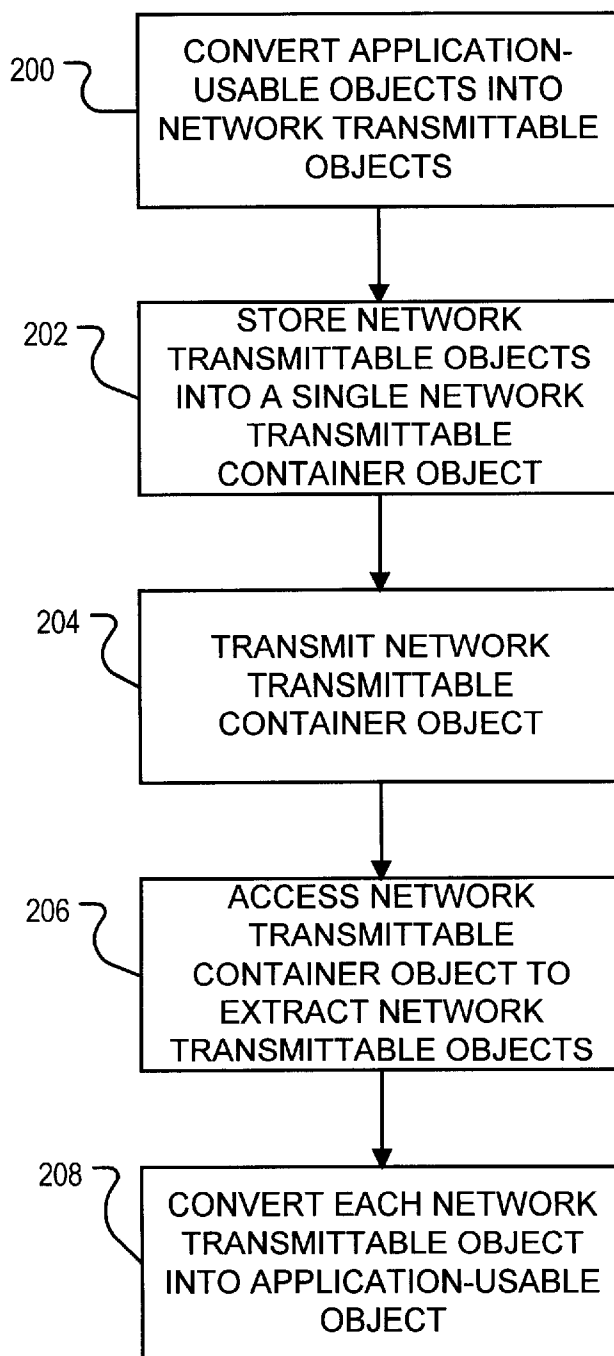 200
CONVERT APPLICATION-
USABLE OBJECTS INTO
NETWORK TRANSMITTABLE
OBJECTS
202
STORE NETWORK
TRANSMITTABLE OBJECTS
INTO A SINGLE NETWORK
TRANSMITTABLE
CONTAINER OBJECT
204
TRANSMIT NETWORK
TRANSMITTABLE
CONTAINER OBJECT
206
ACCESS NETWORK
TRANSMITTABLE
CONTAINER OBJECT TO
EXTRACT NETWORK
TRANSMITTABLE OBJECTS
208
CONVERT EACH NETWORK
TRANSMITTABLE OBJECT
INTO APPLICATION-USABLE
OBJECT